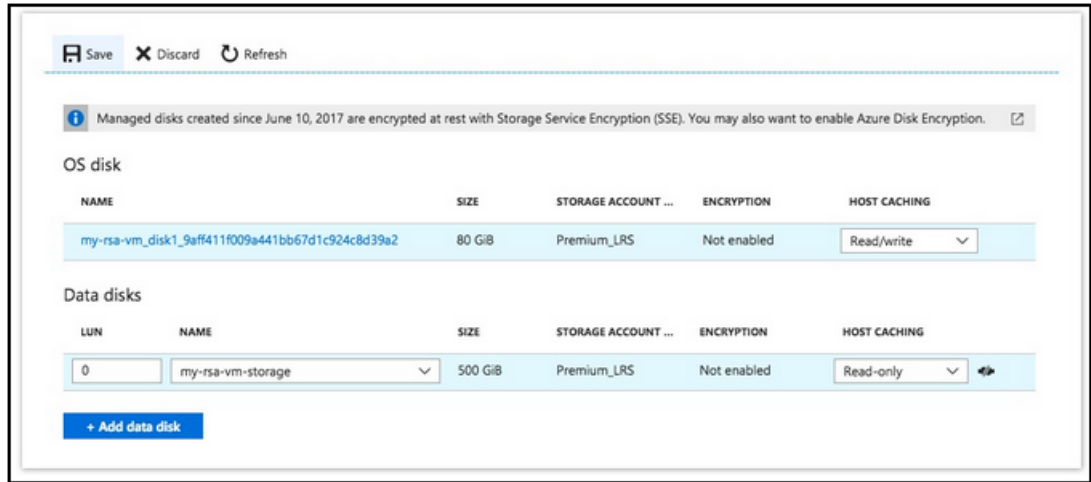 Save Discard Refresh
Managed disks created since June 10, 2017 are encrypted at rest with Storage Service Encryption (SSE). You may also want to enable Azure Disk Encryption.
OS disk
NAME SIZE STORAGE ACCOUNT ... ENCRYPTION HOST CACHING
my-rsa-vm_disk1_9aff411f009a441bb67d1c924c8d39a2 80 GiB Premium_LRS Not enabled Read/write
Data disks
LUN NAME SIZE STORAGE ACCOUNT ... ENCRYPTION HOST CACHING
0 my-rsa-vm-storage 500 GiB Premium_LRS Not enabled Read-only
+ Add data disk